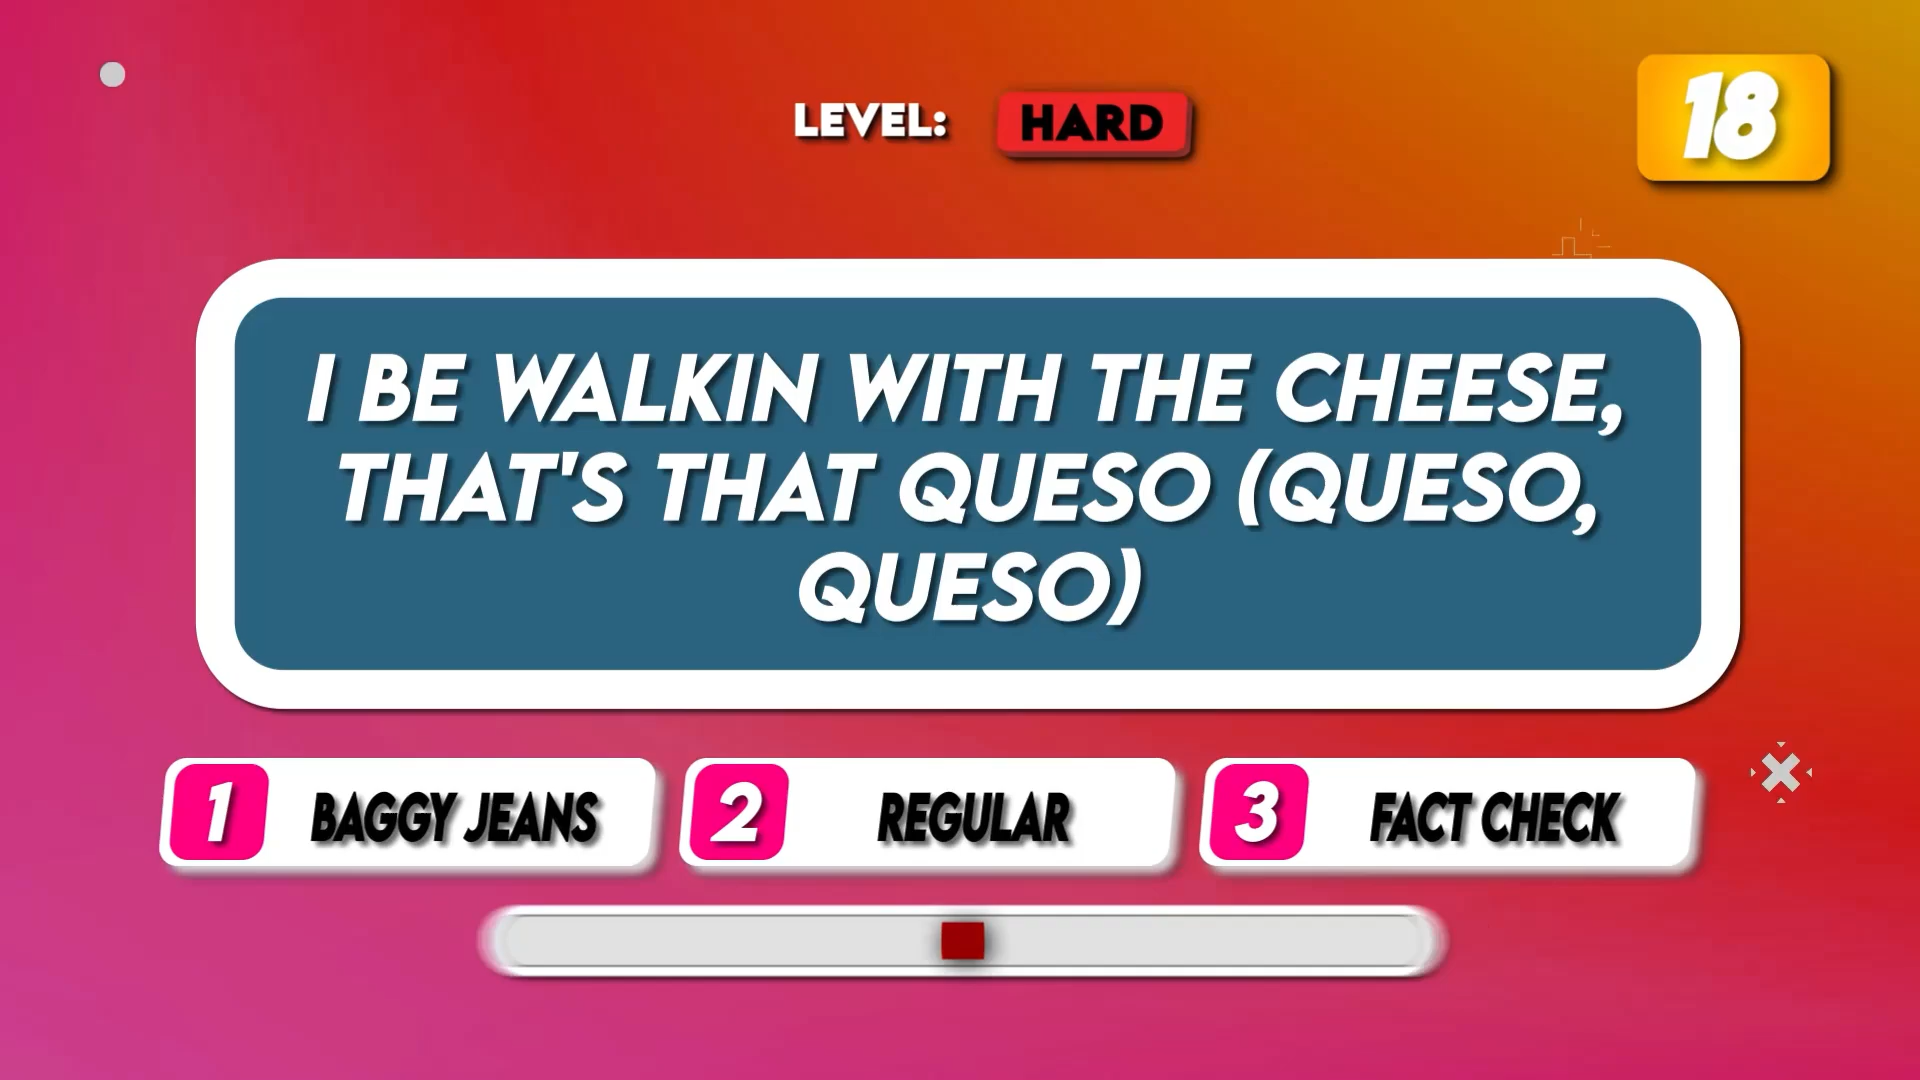 LEVEL: HARD
18
I BE WALKIN WITH THE CHEESE,
THAT'S THAT QUESO (QUESO,
QUESO)
1 BAGGY JEANS
2 REGULAR
3 FACT CHECK